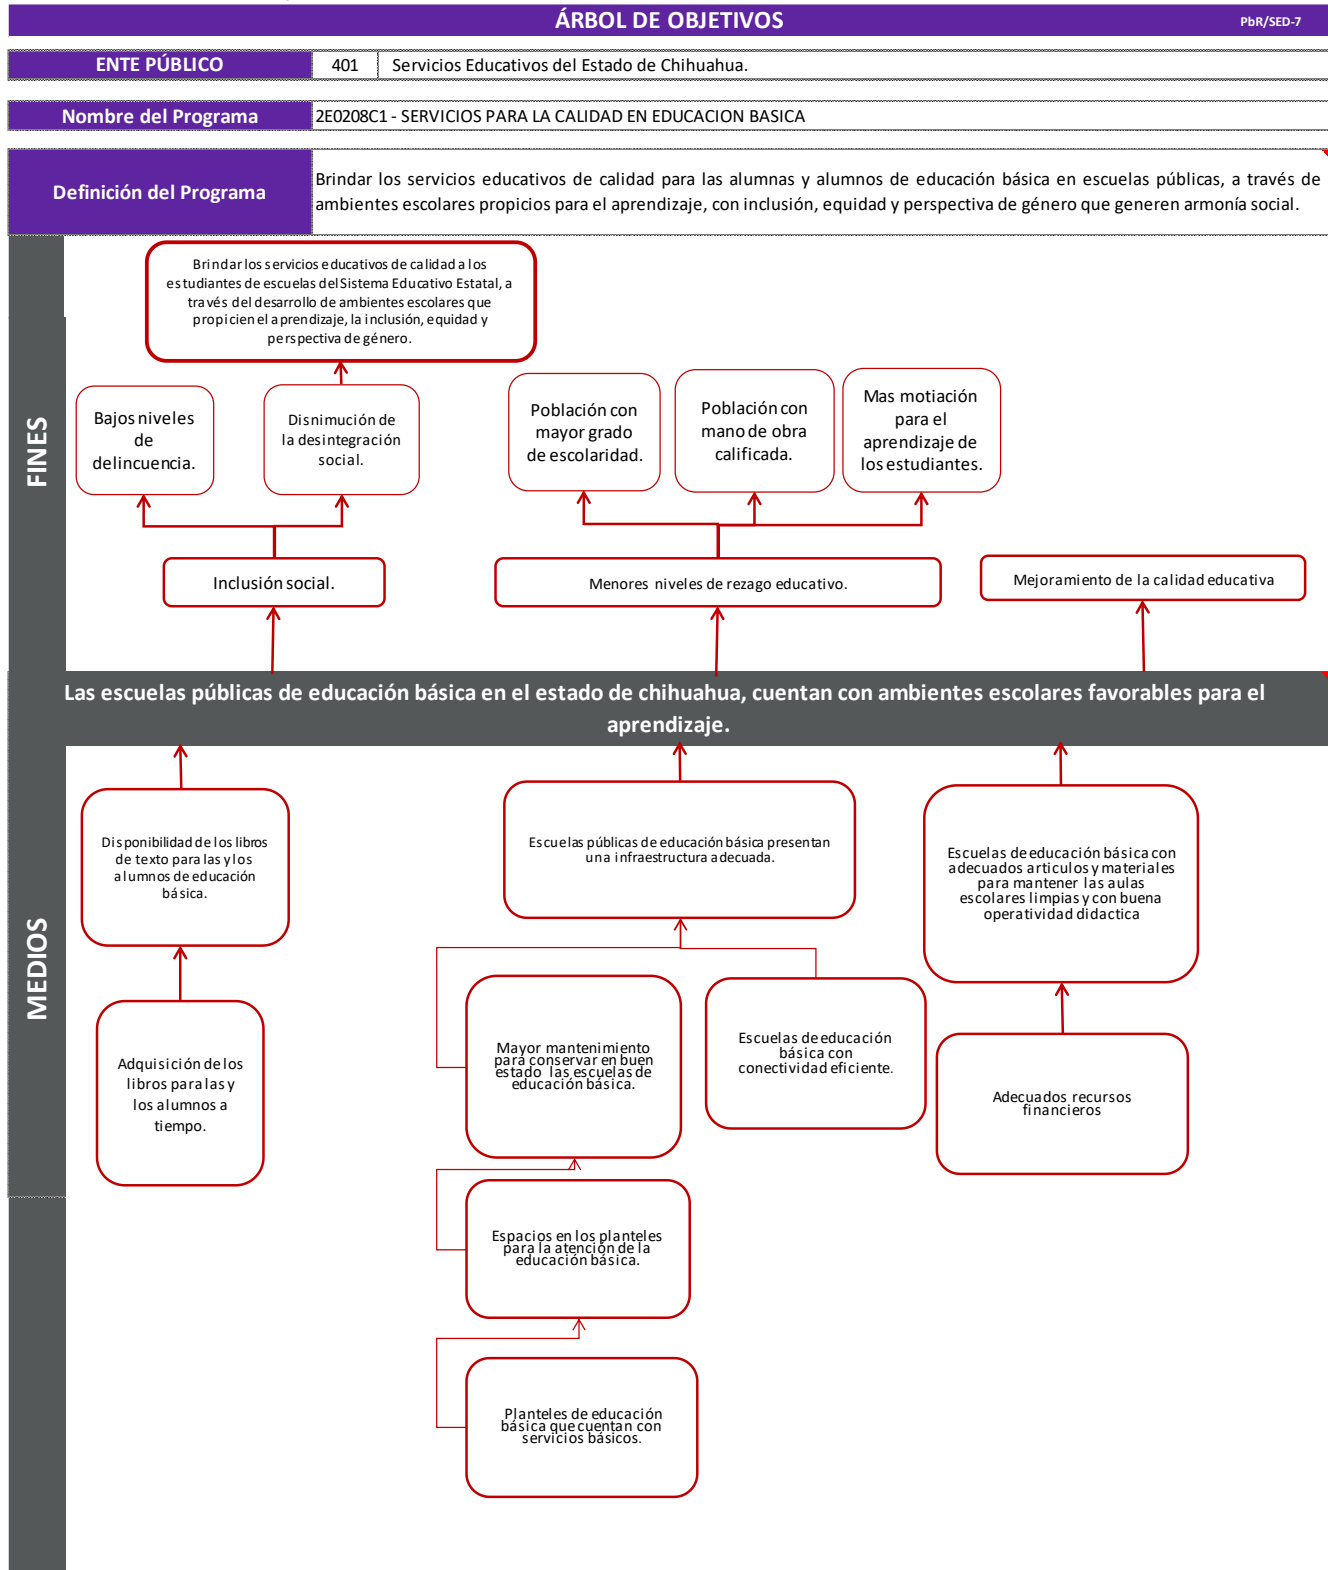 ÁRBOL DE OBJETIVOS
PbR/SED-7
ENTE PÚBLICO
401
Servicios Educativos del Estado de Chihuahua.
Nombre del Programa
2E0208C1 - SERVICIOS PARA LA CALIDAD EN EDUCACION BASICA
Definición del Programa
Brindar los servicios educativos de calidad para las alumnas y alumnos de educación básica en escuelas públicas, a través de
ambientes escolares propicios para el aprendizaje, con inclusión, equidad y perspectiva de género que generen armonía social.
FINES
Brindar los servicios educativos de calidad a los
estudiantes de escuelas del Sistema Educativo Estatal, a
través del desarrollo de ambientes escolares que
propicien el aprendizaje, la inclusión, equidad y
perspectiva de género.
Bajos niveles
de
delincuencia.
Disnimución de
la desintegración
social.
Población con
mayor grado
de escolaridad.
Población con
mano de obra
calificada.
Mas motiación
para el
aprendizaje de
los estudiantes.
Inclusión social.
Menores niveles de rezago educativo.
Mejoramiento de la calidad educativa
Las escuelas públicas de educación básica en el estado de chihuahua, cuentan con ambientes escolares favorables para el
aprendizaje.
MEDIOS
Disponibilidad de los libros
de texto para las y los
alumnos de educación
básica.
Escuelas públicas de educación básica presentan
una infraestructura adecuada.
Escuelas de educación básica con
adecuados articulos y materiales
para mantener las aulas
escolares limpias y con buena
operatividad didactica
Adquisición de los
libros para las y
los alumnos a
tiempo.
Mayor mantenimiento
para conservar en buen
estado las escuelas de
educación básica.
Escuelas de educación
básica con
conectividad eficiente.
Adecuados recursos
financieros
Espacios en los planteles
para la atención de la
educación básica.
Planteles de educación
básica que cuentan con
servicios básicos.